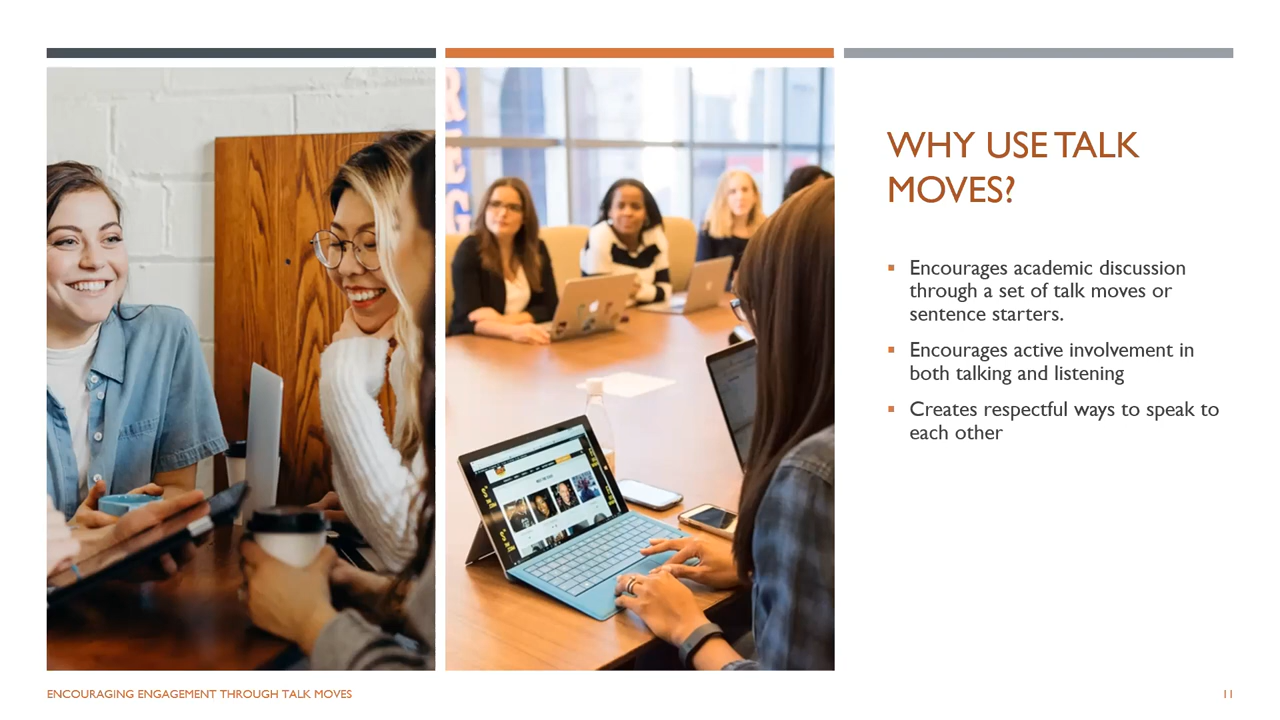 WHY USE TALK
MOVES?
Encourages academic discussion
through a set of talk moves or
sentence starters.
Encourages active involvement in
both talking and listening
Creates respectful ways to speak to
each other
ENCOURAGING ENGAGEMENT THROUGH TALK MOVES
11